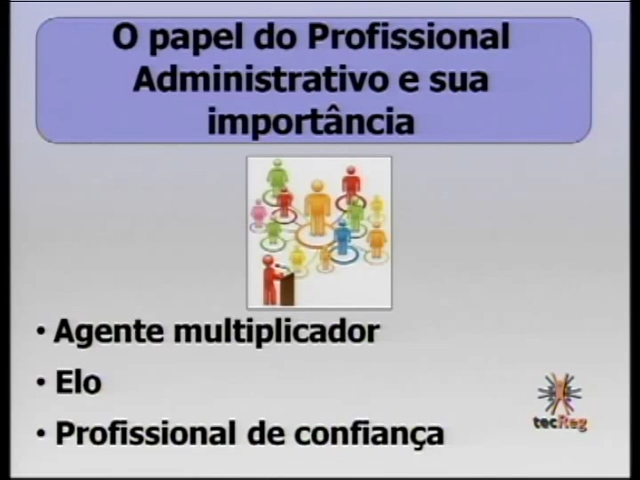 O papel do Profissional
Administrativo e sua
importância
• Agente multiplicador
• Elo
• Profissional de confiança
tecReg